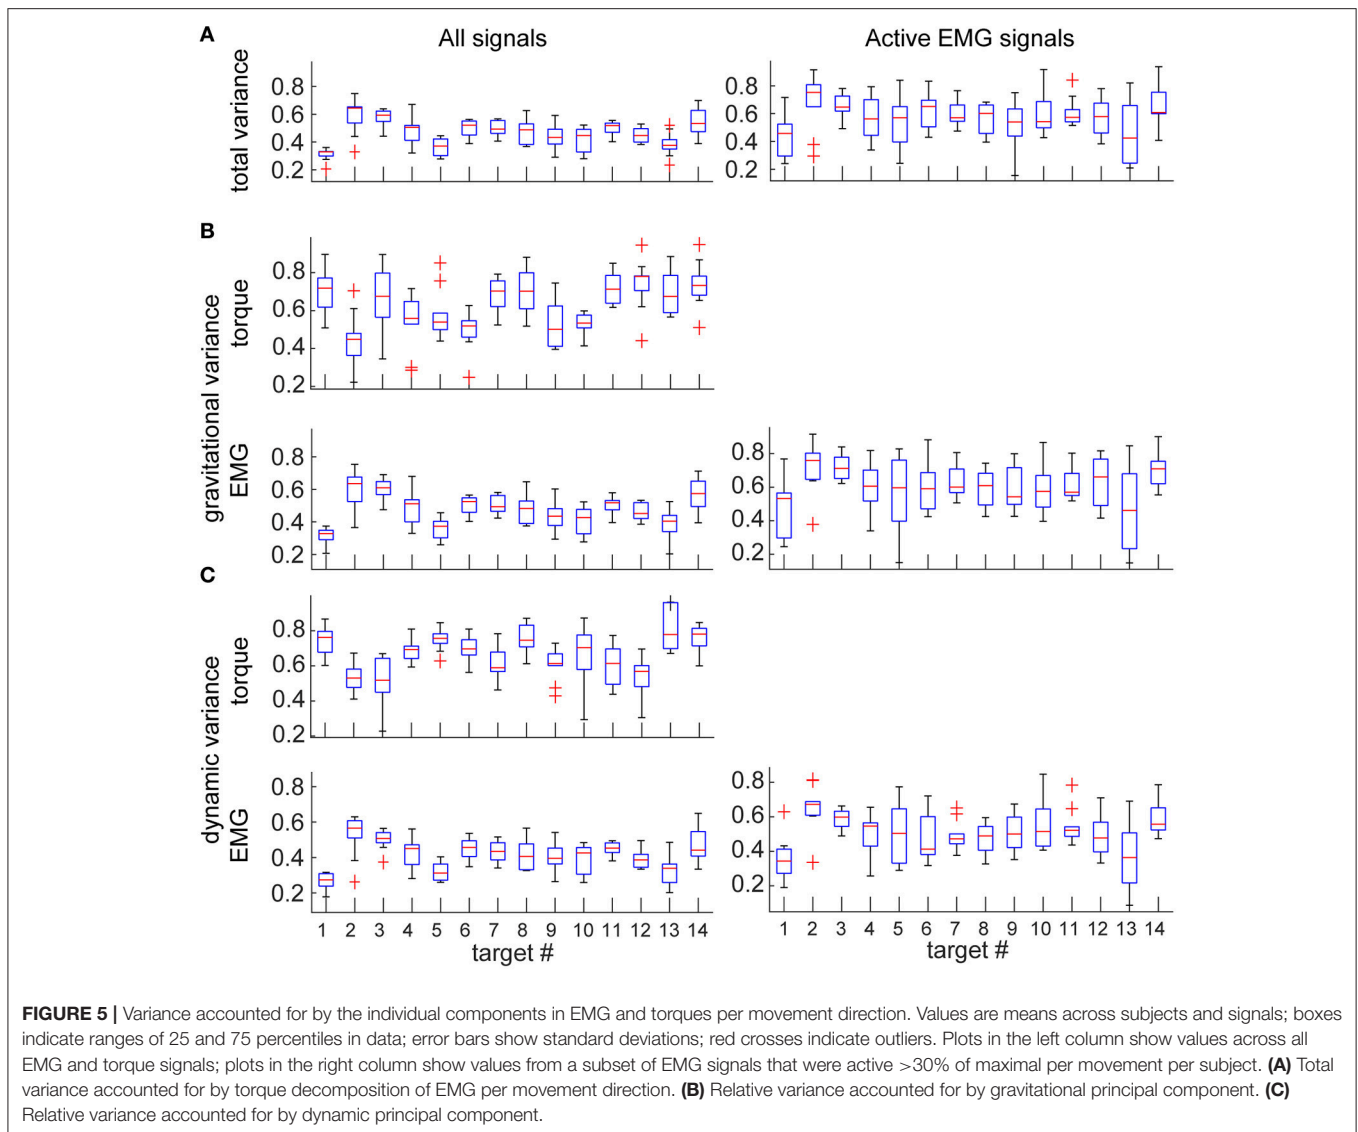 A
All signals
Active EMG signals
total variance
0.8
0.6
0.4
0.2
0.8
0.6
0.4
0.2
B
gravitational variance
torque
0.8
0.6
0.4
0.2
EMG
0.8
0.6
0.4
0.2
0.8
0.6
0.4
0.2
C
dynamic variance
torque
0.8
0.6
0.4
0.2
EMG
0.8
0.6
0.4
0.2
0.8
0.6
0.4
0.2
1 2 3 4 5 6 7 8 9 10 11 12 13 14
target #
1 2 3 4 5 6 7 8 9 10 11 12 13 14
target #
FIGURE 5 | Variance accounted for by the individual components in EMG and torques per movement direction. Values are means across subjects and signals; boxes
indicate ranges of 25 and 75 percentiles in data; error bars show standard deviations; red crosses indicate outliers. Plots in the left column show values across all
EMG and torque signals; plots in the right column show values from a subset of EMG signals that were active >30% of maximal per movement per subject. (A) Total
variance accounted for by torque decomposition of EMG per movement direction. (B) Relative variance accounted for by gravitational principal component. (C)
Relative variance accounted for by dynamic principal component.